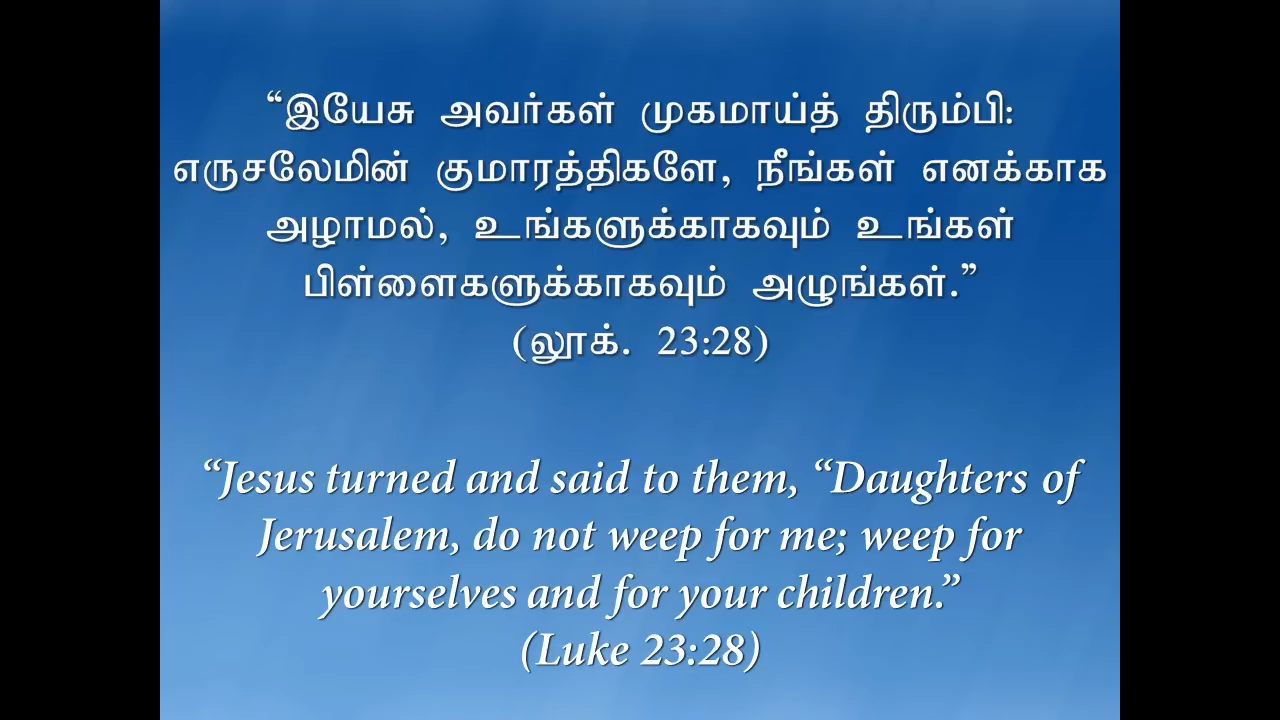 “இயேசு அவர்கள் முகமாய்த் திரும்பி:
எருசலேமின் குமாரத்திகளே, நீங்கள் எனக்காக
அழாமல், உங்களுக்காகவும் உங்கள்
பிள்ளைகளுக்காகவும் அழுங்கள்.”
(லூக். 23:28)
“Jesus turned and said to them, “Daughters of
Jerusalem, do not weep for me; weep for
yourselves and for your children.”
(Luke 23:28)